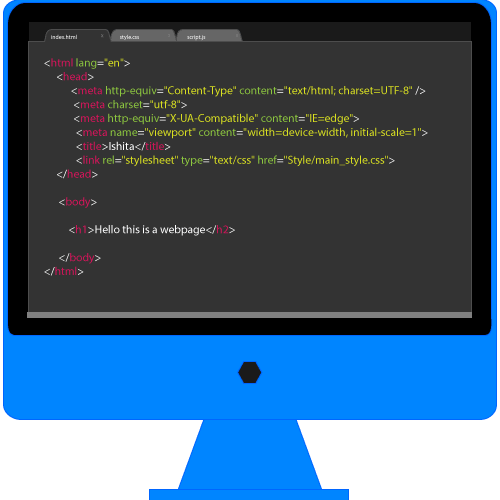 index.html style.css script.js
<html lang="en">
<head>
<meta http-equiv="Content-Type" content="text/html; charset=UTF-8" />
<meta charset="utf-8">
<meta http-equiv="X-UA-Compatible" content="IE=edge">
<meta name="viewport" content="width=device-width, initial-scale=1">
<title>Ishita</title>
<link rel="stylesheet" type="text/css" href="Style/main_style.css">
</head>
<body>
<h1>Hello this is a webpage</h2>
</body>
</html>